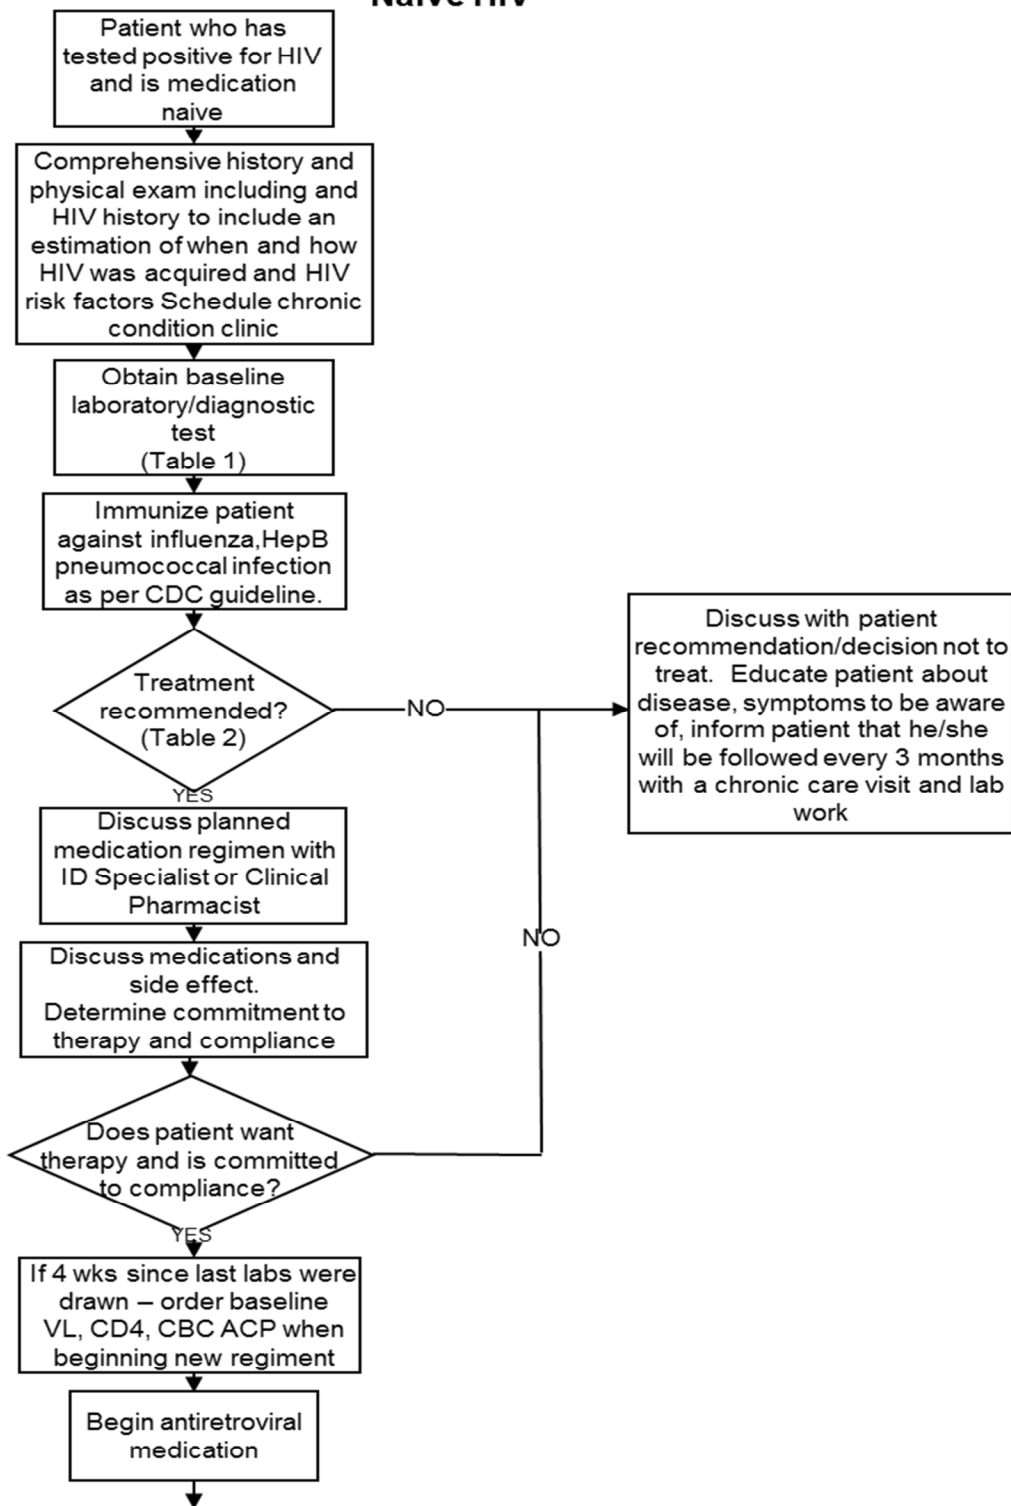 Naive HIV
Patient who has
tested positive for HIV
and is medication
naive
Comprehensive history and
physical exam including and
HIV history to include an
estimation of when and how
HIV was acquired and HIV
risk factors Schedule chronic
condition clinic
Obtain baseline
laboratory/diagnostic
test
(Table 1)
Immunize patient
against influenza,HepB
pneumococcal infection
as per CDC guideline.
Treatment
recommended?
(Table 2)
NO
Discuss with patient
recommendation/decision not to
treat. Educate patient about
disease, symptoms to be aware
of, inform patient that he/she
will be followed every 3 months
with a chronic care visit and lab
work
YES
Discuss planned
medication regimen with
ID Specialist or Clinical
Pharmacist
Discuss medications and
side effect.
Determine commitment to
therapy and compliance
Does patient want
therapy and is committed
to compliance?
NO
YES
If 4 wks since last labs were
drawn – order baseline
VL, CD4, CBC ACP when
beginning new regiment
Begin antiretroviral
medication